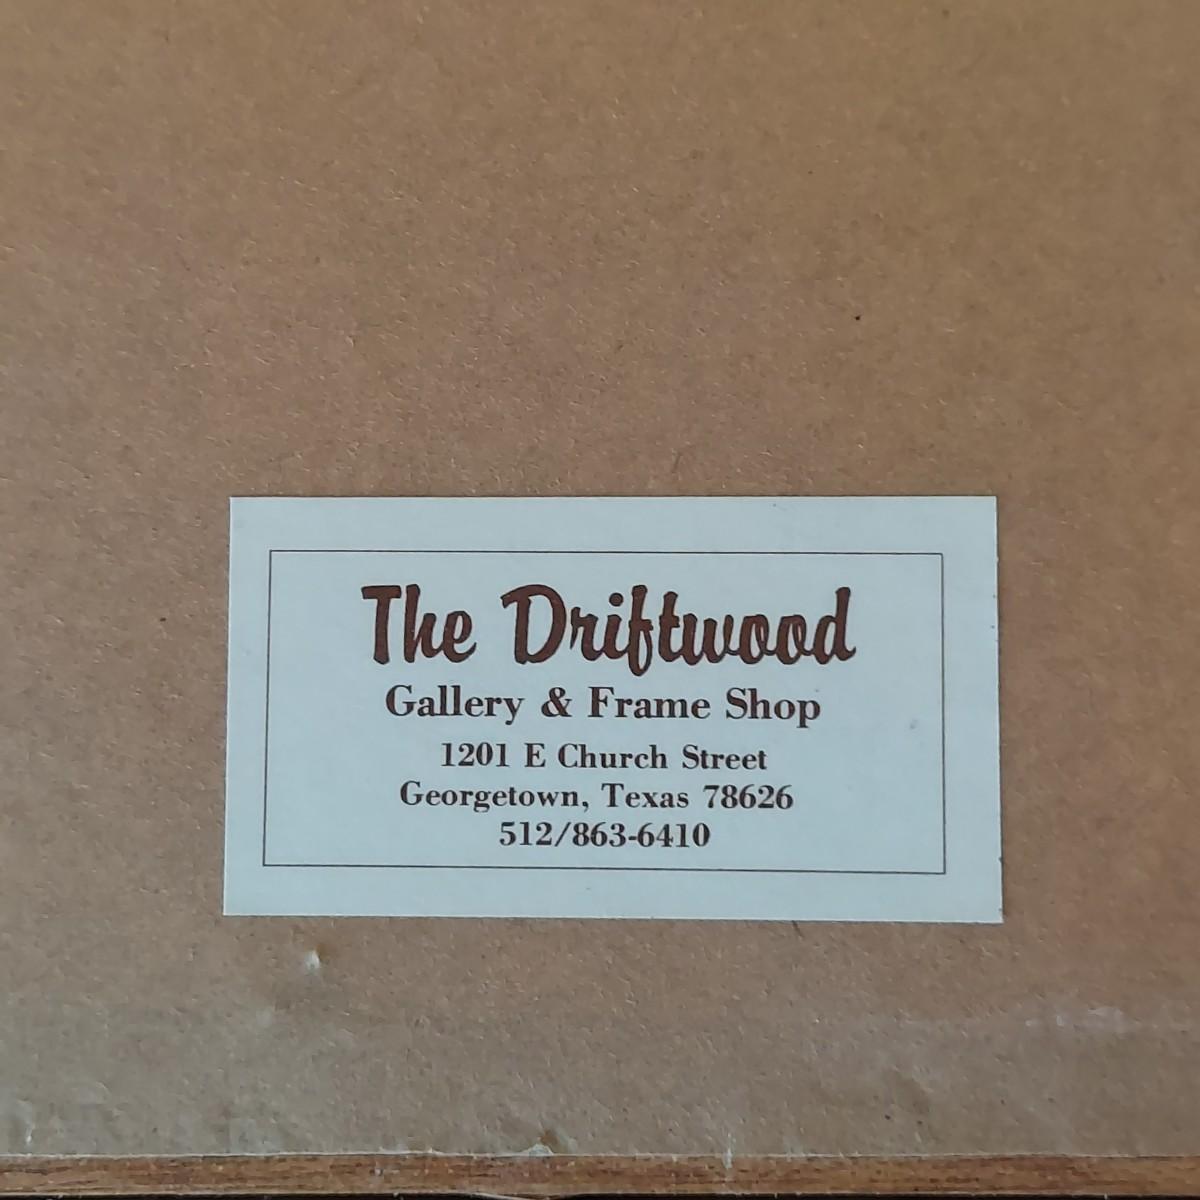 The Driftwood
Gallery & Frame Shop
1201 E Church Street
Georgetown, Texas 78626
512/863-6410